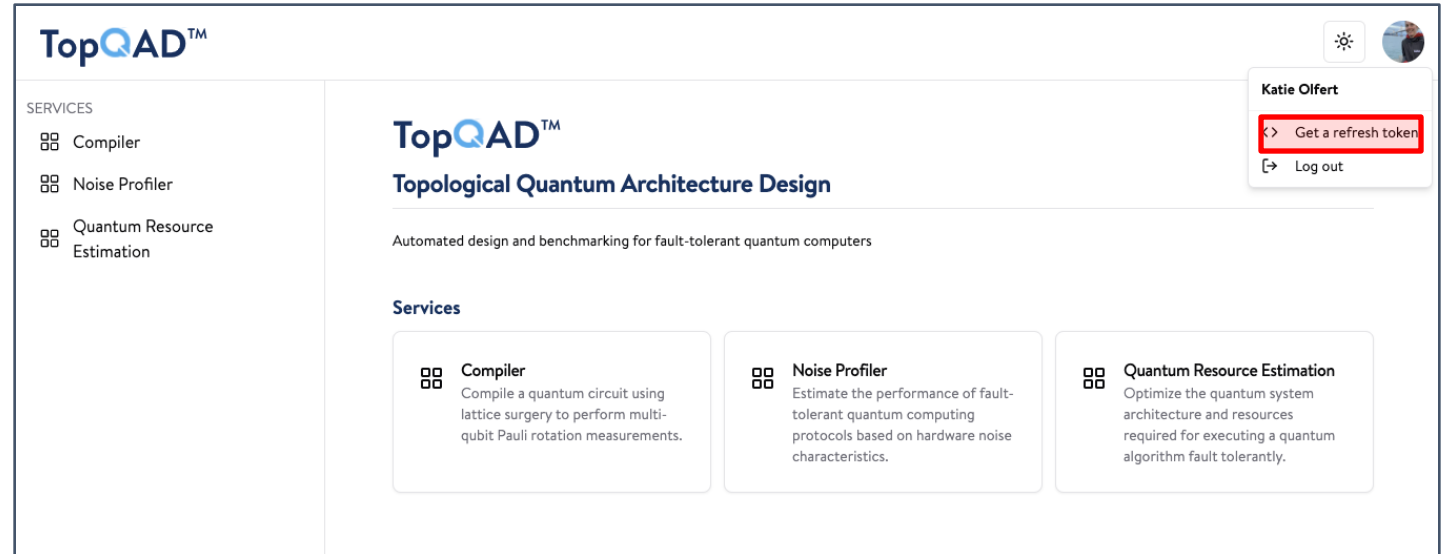 TopQAD™
SERVICES
Compiler
Noise Profiler
Quantum Resource
Estimation
Katie Olfert
<> Get a refresh token
Log out
TopQAD™
Topological Quantum Architecture Design
Automated design and benchmarking for fault-tolerant quantum computers
Services
Compiler
Compile a quantum circuit using
lattice surgery to perform multi-
qubit Pauli rotation measurements.
Noise Profiler
Estimate the performance of fault-
tolerant quantum computing
protocols based on hardware noise
characteristics.
Quantum Resource Estimation
Optimize the quantum system
architecture and resources
required for executing a quantum
algorithm fault tolerantly.